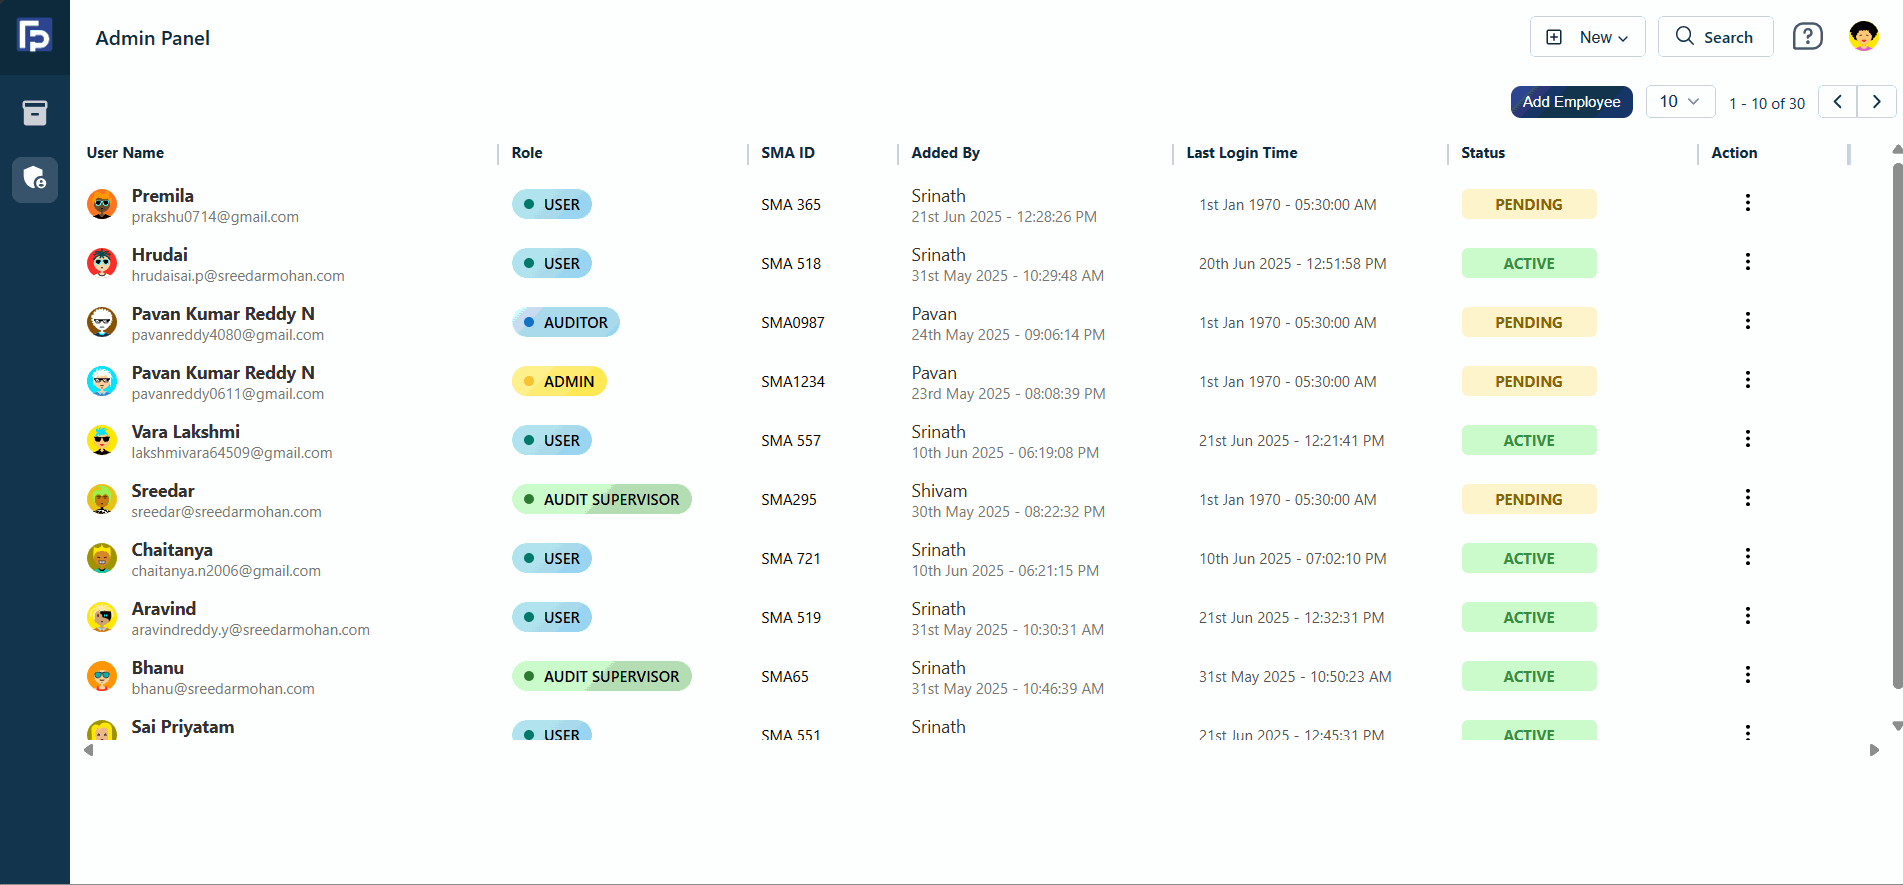 Admin Panel
New
Search
Add Employee
10
1 - 10 of 30
User Name Role SMA ID Added By Last Login Time Status Action
Premila
prakshu0714@gmail.com
USER
SMA 365
Srinath
21st Jun 2025 - 12:28:26 PM
1st Jan 1970 - 05:30:00 AM
PENDING
Hrudai
hrudaisai.p@sreedarmohan.com
USER
SMA 518
Srinath
31st May 2025 - 10:29:48 AM
20th Jun 2025 - 12:51:58 PM
ACTIVE
Pavan Kumar Reddy N
pavanreddy4080@gmail.com
AUDITOR
SMA0987
Pavan
24th May 2025 - 09:06:14 PM
1st Jan 1970 - 05:30:00 AM
PENDING
Pavan Kumar Reddy N
pavanreddy0611@gmail.com
ADMIN
SMA1234
Pavan
23rd May 2025 - 08:08:39 PM
1st Jan 1970 - 05:30:00 AM
PENDING
Vara Lakshmi
lakshmivara64509@gmail.com
USER
SMA 557
Srinath
10th Jun 2025 - 06:19:08 PM
21st Jun 2025 - 12:21:41 PM
ACTIVE
Sreedar
sreedar@sreedarmohan.com
AUDIT SUPERVISOR
SMA295
Shivam
30th May 2025 - 08:22:32 PM
1st Jan 1970 - 05:30:00 AM
PENDING
Chaitanya
chaitanya.n2006@gmail.com
USER
SMA 721
Srinath
10th Jun 2025 - 06:21:15 PM
10th Jun 2025 - 07:02:10 PM
ACTIVE
Aravind
aravindreddy.y@sreedarmohan.com
USER
SMA 519
Srinath
31st May 2025 - 10:30:31 AM
21st Jun 2025 - 12:32:31 PM
ACTIVE
Bhanu
bhanu@sreedarmohan.com
AUDIT SUPERVISOR
SMA65
Srinath
31st May 2025 - 10:46:39 AM
31st May 2025 - 10:50:23 AM
ACTIVE
Sai Priyatam
USER
SMA 551
Srinath
21st Jun 2025 - 12:45:31 PM
ACTIVE